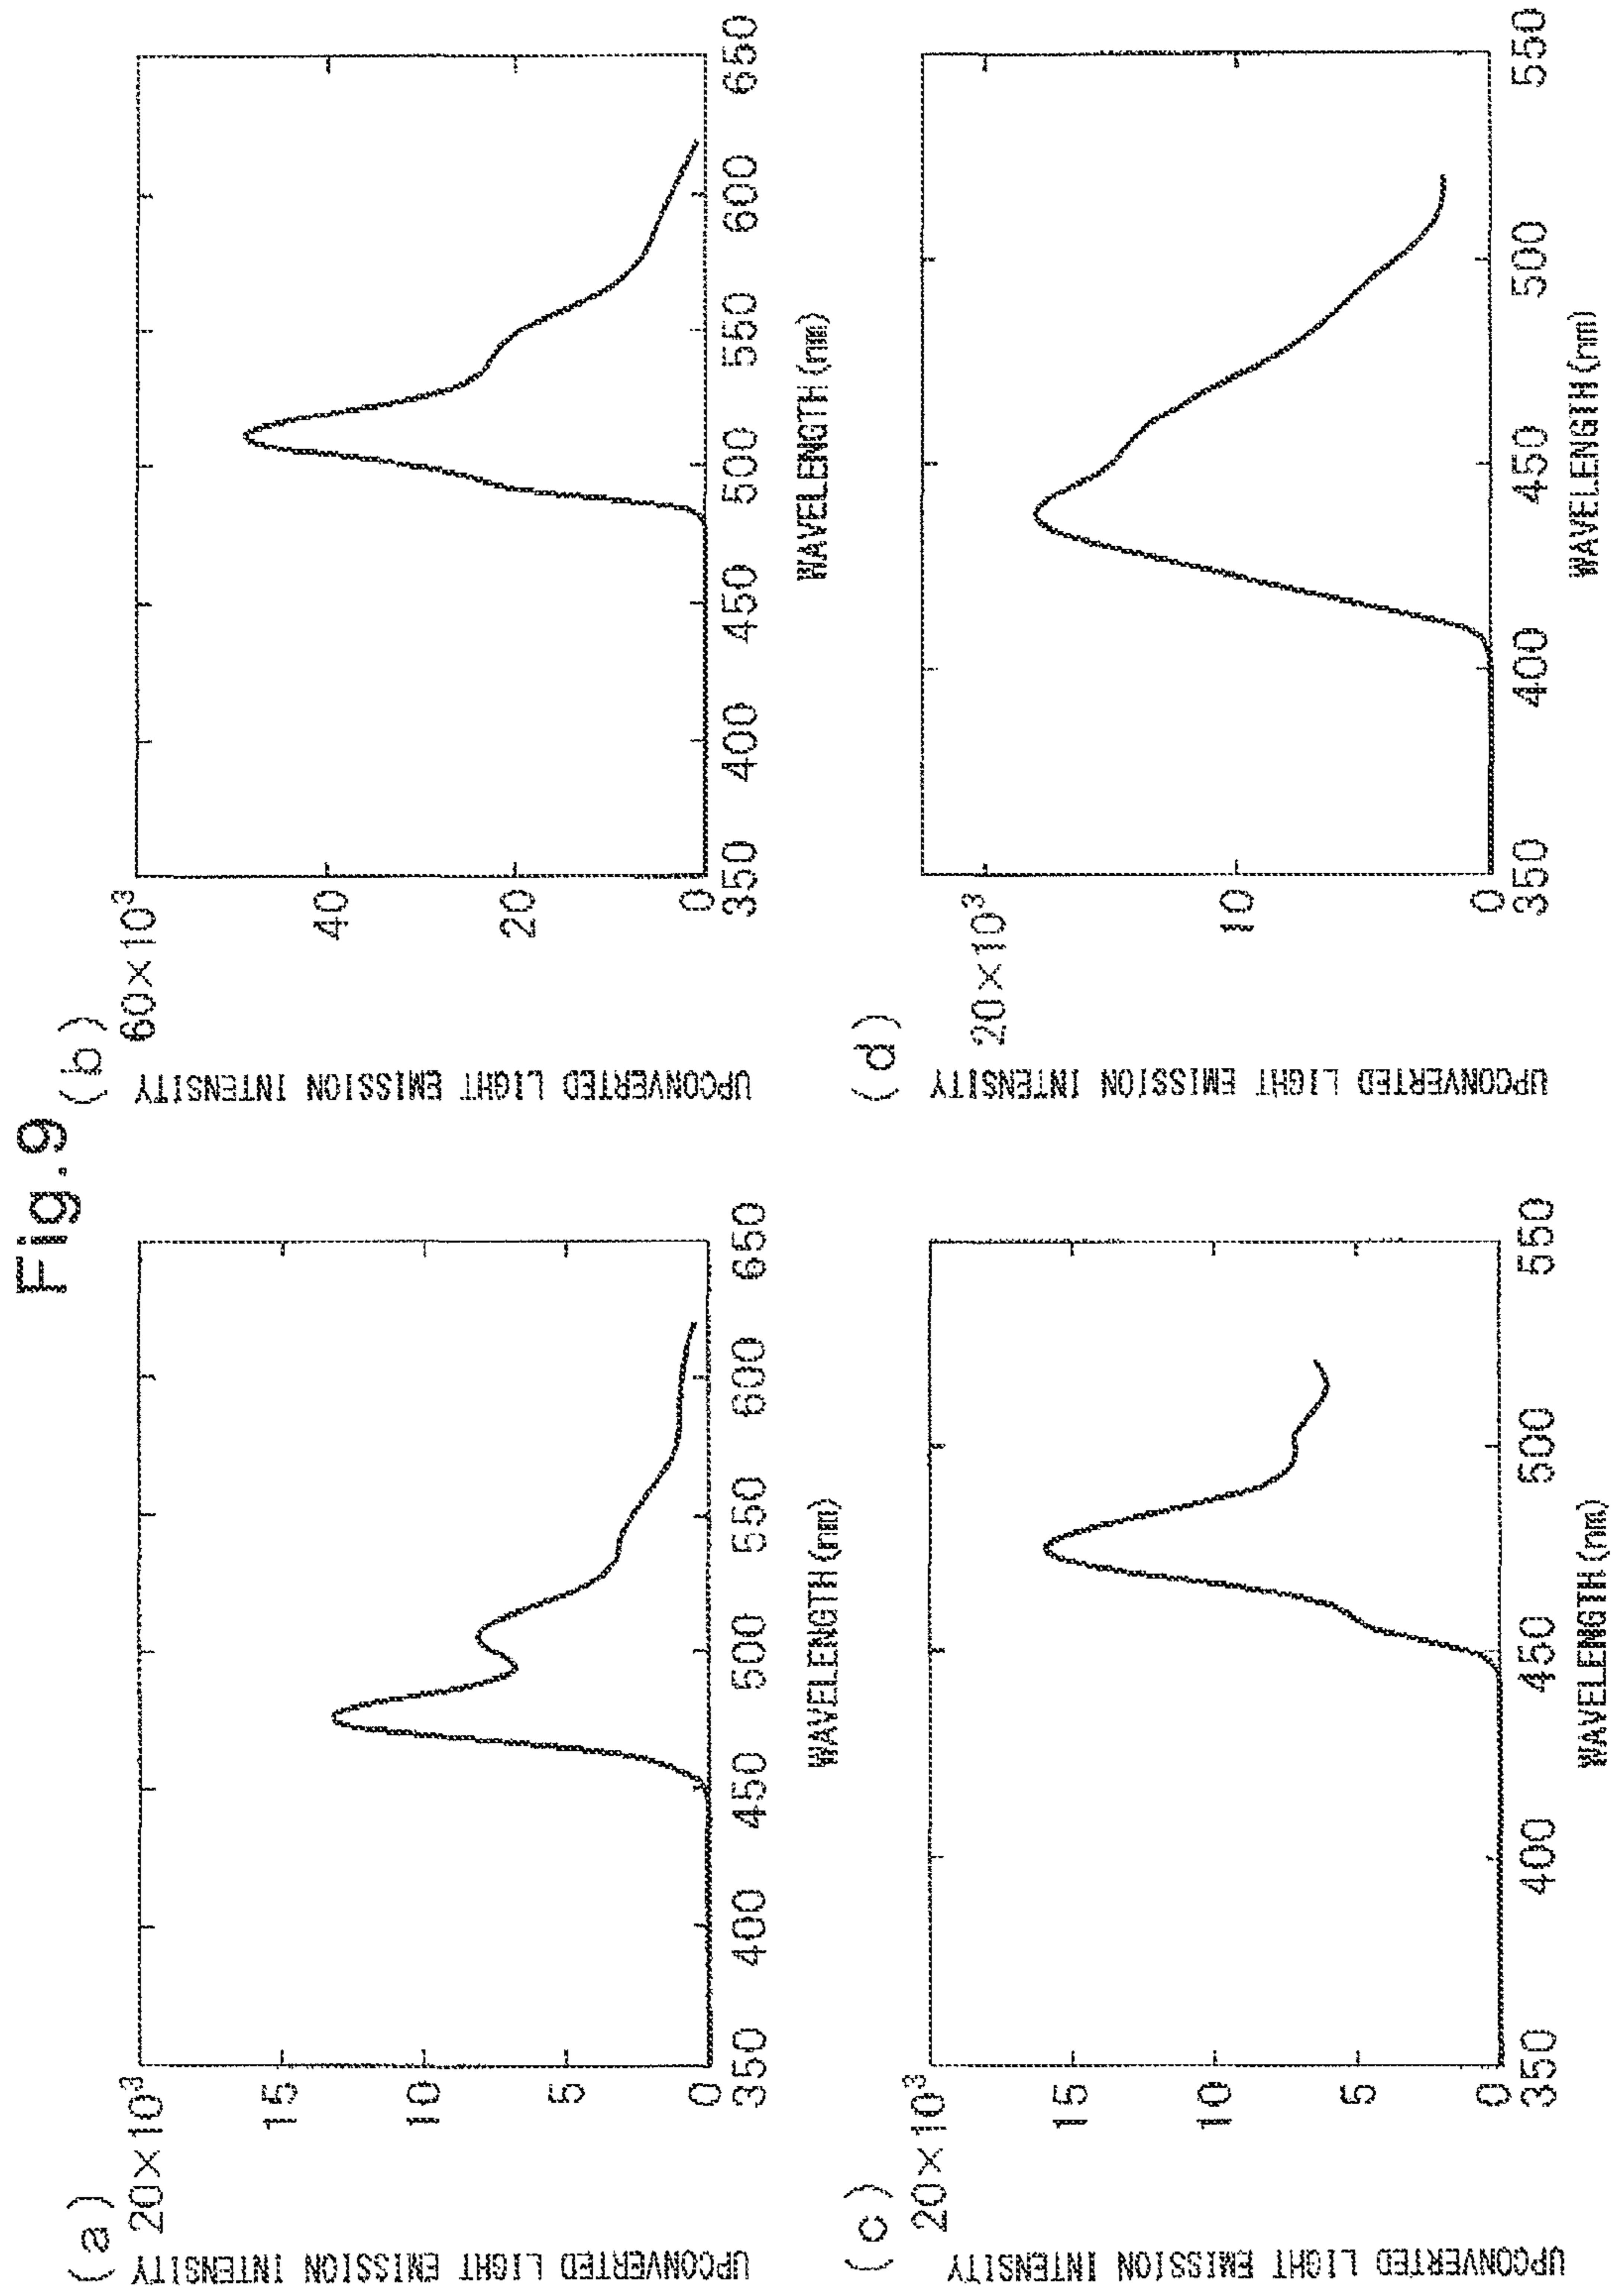 Fig.9
(a)
UPCONVERTED LIGHT EMISSION INTENSITY
20×10³
15
10
5
0
350 400 450 500 550 600 650
WAVELENGTH(nm)
(b)
UPCONVERTED LIGHT EMISSION INTENSITY
60×10³
40
20
0
350 400 450 500 550 600 650
WAVELENGTH(nm)
(c)
UPCONVERTED LIGHT EMISSION INTENSITY
20×10³
15
10
5
0
350 400 450 500 550
WAVELENGTH(nm)
(d)
UPCONVERTED LIGHT EMISSION INTENSITY
20×10³
10
0
350 400 450 500 550
WAVELENGTH(nm)